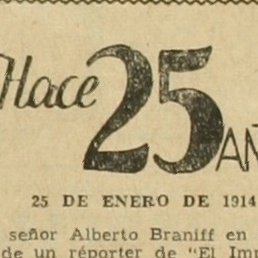 Hace 25 AÑ
25 DE ENERO DE 1914
señor Alberto Braniff en
de un réporter de "El Im